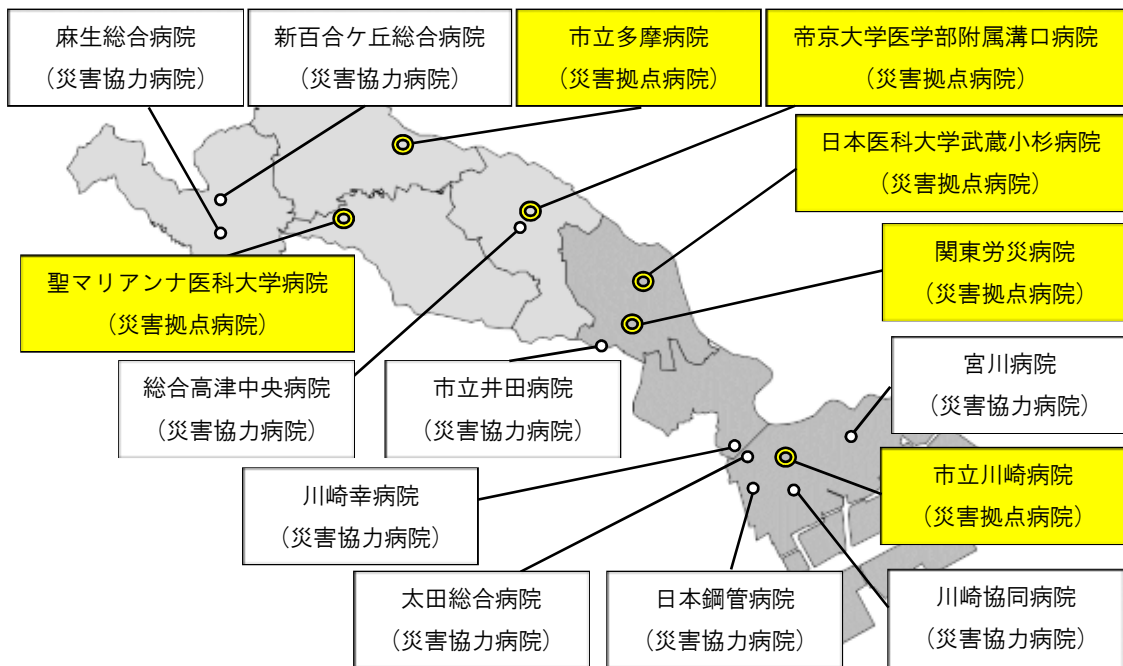 麻生総合病院
（災害協力病院）
新百合ケ丘総合病院
（災害協力病院）
市立多摩病院
（災害拠点病院）
帝京大学医学部附属溝口病院
（災害拠点病院）
日本医科大学武蔵小杉病院
（災害拠点病院）
聖マリアンナ医科大学病院
（災害拠点病院）
関東労災病院
（災害拠点病院）
総合高津中央病院
（災害協力病院）
市立井田病院
（災害協力病院）
宮川病院
（災害協力病院）
川崎幸病院
（災害協力病院）
市立川崎病院
（災害拠点病院）
太田総合病院
（災害協力病院）
日本鋼管病院
（災害協力病院）
川崎協同病院
（災害協力病院）